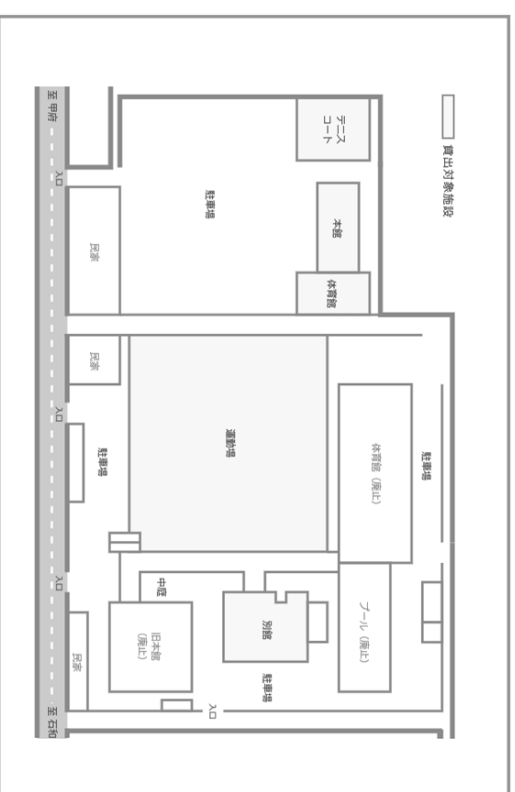 貸出対象施設
テニス
コート
本館
体育館
駐車場
至 甲府
入口
民家
民家
入口
駐車場
運動場
体育館 (廃止)
駐車場
中庭
入口
旧本館
(廃止)
別館
プール (廃止)
駐車場
民家
入口
至 石和